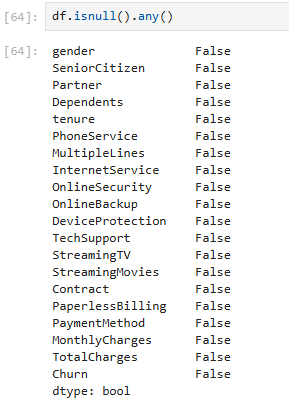 [64]: df.isnull().any()
[64]: gender False
SeniorCitizen False
Partner False
Dependents False
tenure False
PhoneService False
MultipleLines False
InternetService False
OnlineSecurity False
OnlineBackup False
DeviceProtection False
TechSupport False
StreamingTV False
StreamingMovies False
Contract False
PaperlessBilling False
PaymentMethod False
MonthlyCharges False
TotalCharges False
Churn False
dtype: bool